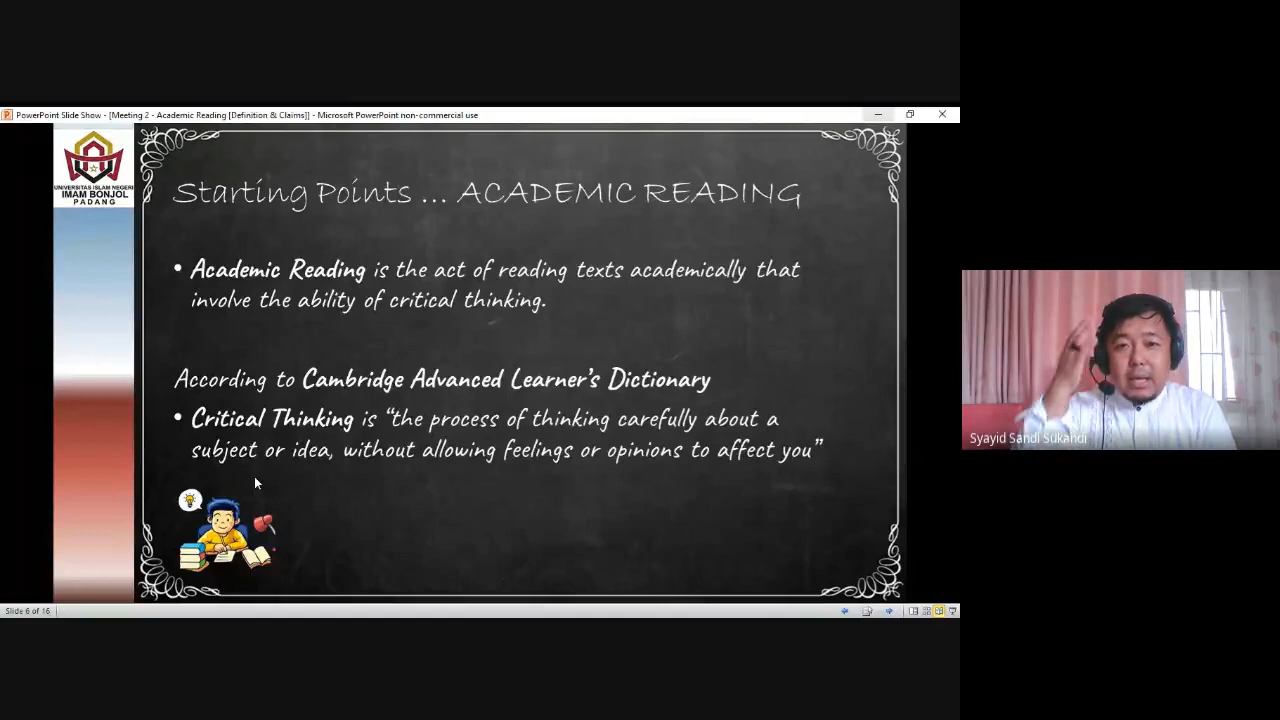 PowerPoint Slide Show - [Meeting 2 - Academic Reading [Definition & Claims]] - Microsoft PowerPoint non-commercial use
UNIVERSITAS ISLAM NEGERI
IMAM BONJOL
PADANG
Starting Points ... ACADEMIC READING
• Academic Reading is the act of reading texts academically that
involve the ability of critical thinking.
According to Cambridge Advanced Learner's Dictionary
• Critical Thinking is “the process of thinking carefully about a
subject or idea, without allowing feelings or opinions to affect you”
Slide 6 of 16
Syayid Sandi Sukandi